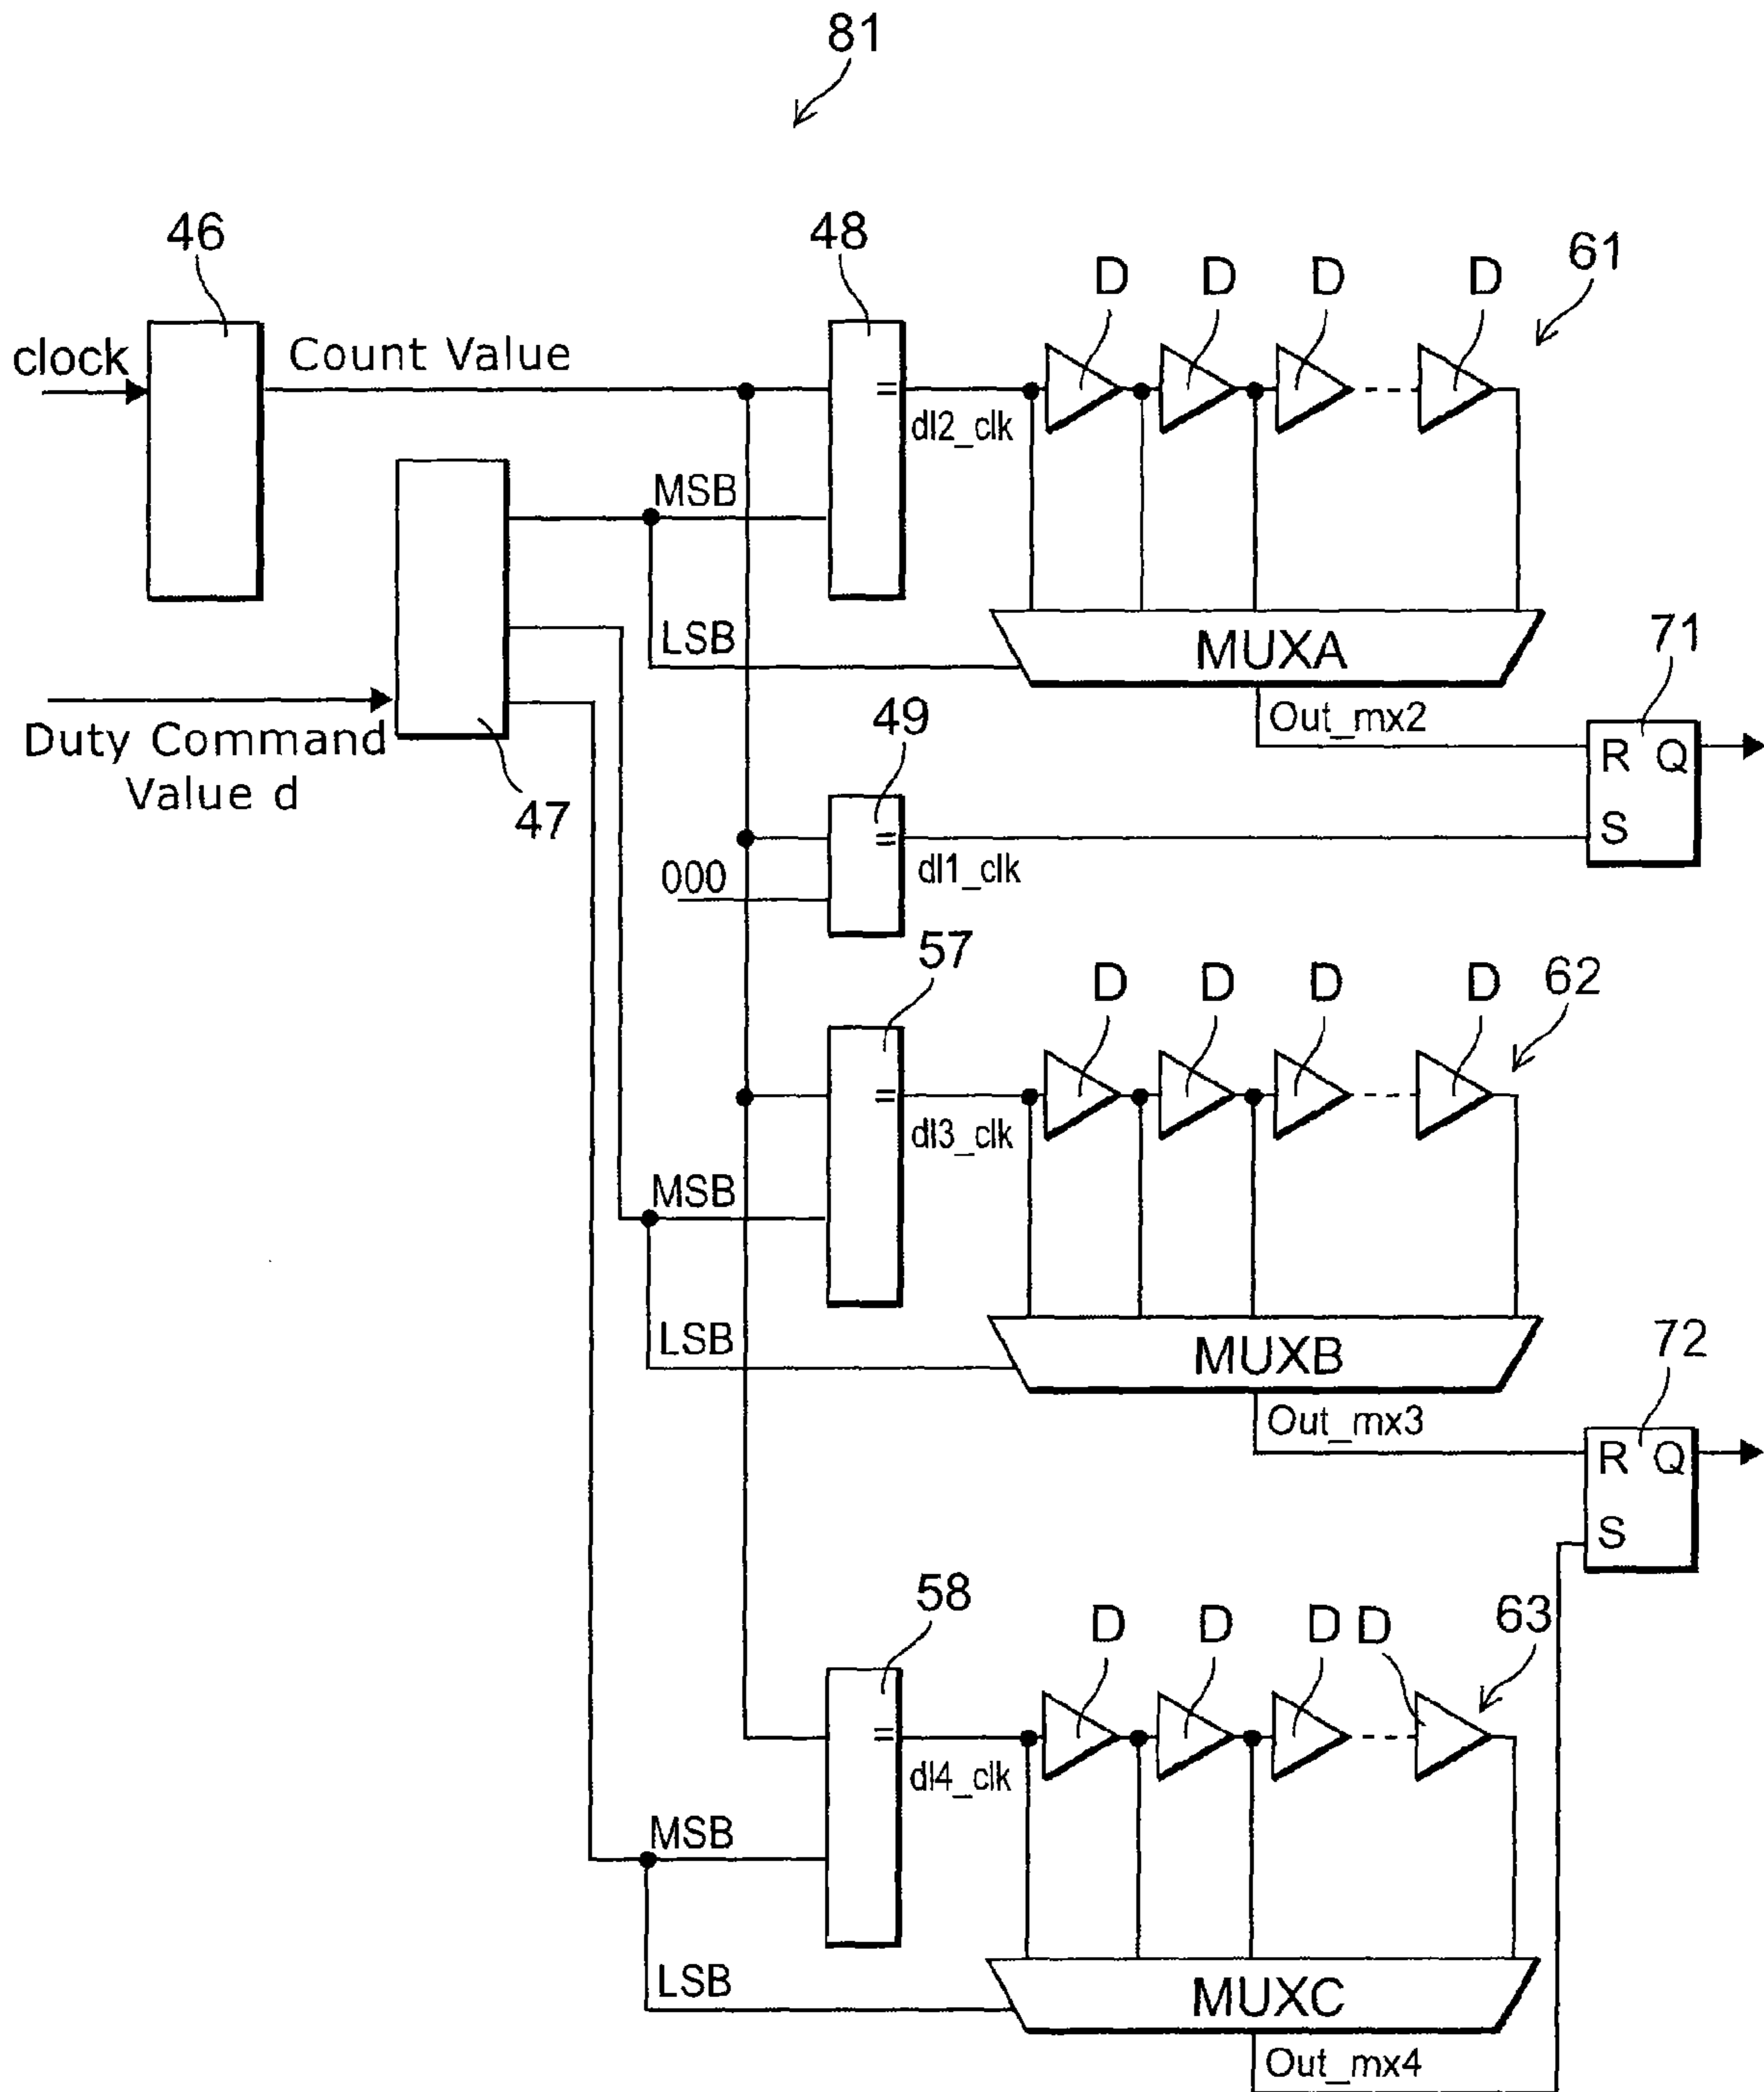 81
46
48
D
D
D
D
61
clock
Count Value
=
dl2_clk
MSB
LSB
MUXA
71
Out_mx2
R Q
S
Duty Command
Value d
47
49
=
dl1_clk
000
57
D
D
D
D
62
=
dl3_clk
MSB
LSB
MUXB
72
Out_mx3
R Q
S
58
D
D
D
D
63
=
dl4_clk
MSB
LSB
MUXC
Out_mx4